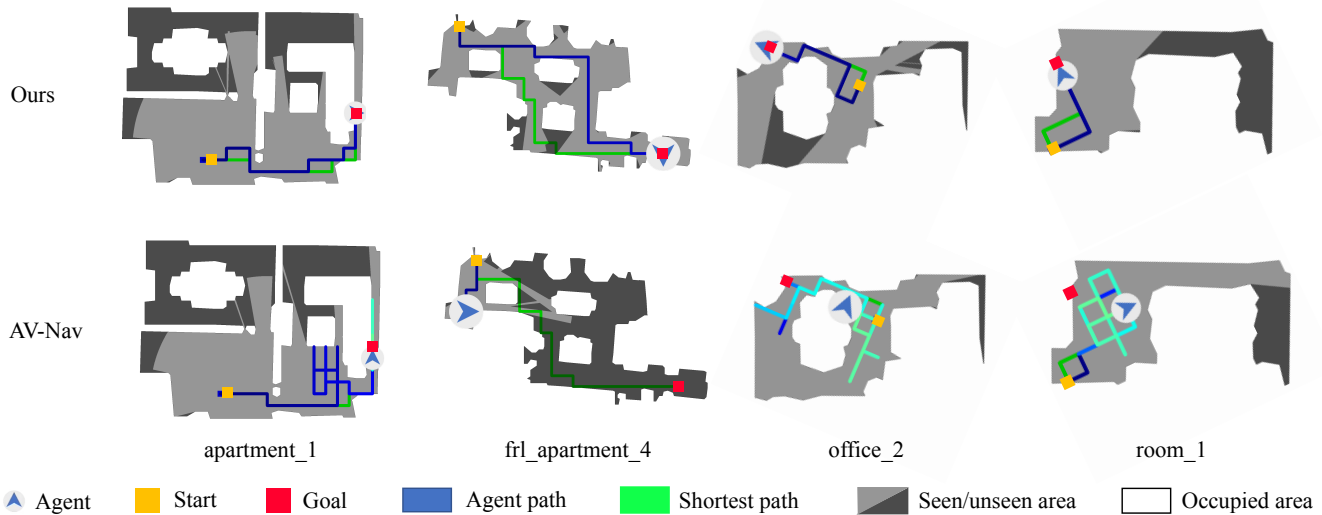 Ours
AV-Nav
apartment_1 frl_apartment_4 office_2 room_1
Agent Start Goal Agent path Shortest path Seen/unseen area Occupied area